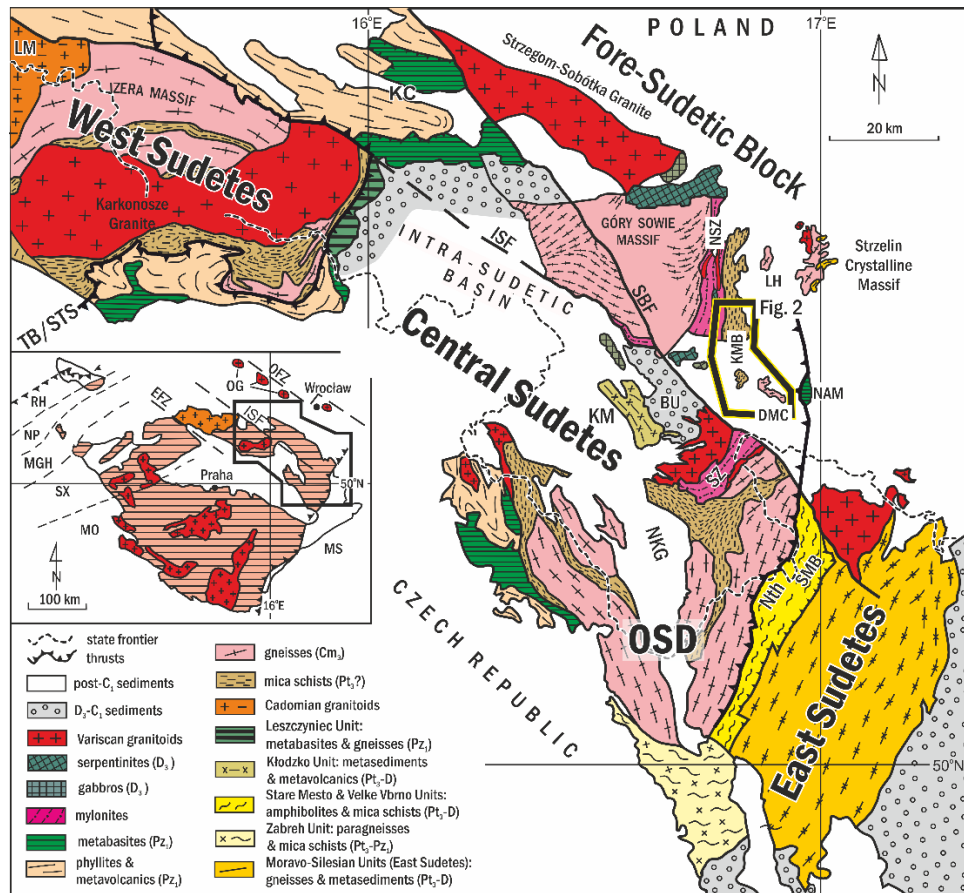 16°E
17°E
POLAND
N
20 km
LM
IZERA MASSIF
West Sudetes
Karkonosze
Granite
KC
Strzegom-Sobótka Granite
Fore-Sudetic Block
GÓRY SOWIE
MASSIF
NSZ
LH
Strzelin
Crystalline
Massif
ISF
INTRA-SUDETIC
BASIN
SBF
Fig. 2
KMB
TB/STS
Central Sudetes
KM
BU
DMC
NAM
SZ
NKG
Nth
SMB
OSD
CZECH REPUBLIC
East Sudetes
50°N
RH
NP
MGH
SX
MO
EFZ
OG
OFZ
ISF
Wrocław
Praha
50°N
MS
N
100 km
16°E
state frontier
thrusts
post-C₁ sediments
D₃-C₁ sediments
Variscan granitoids
serpentinites (D₃)
gabbros (D₃)
mylonites
metabasites (Pz₁)
phyllites &
metavolcanics (Pz₁)
gneisses (Cm₃)
mica schists (Pt₃?)
Cadomian granitoids
Leszczyniec Unit:
metabasites & gneisses (Pz₁)
Kłodzko Unit: metasediments
& metavolcanics (Pt₃-D)
Stare Mesto & Velke Vbrno Units:
amphibolites & mica schists (Pt₃-D)
Zabreh Unit: paragneisses
& mica schists (Pt₃-Pz₁)
Moravo-Silesian Units (East Sudetes):
gneisses & metasediments (Pt₃-D)